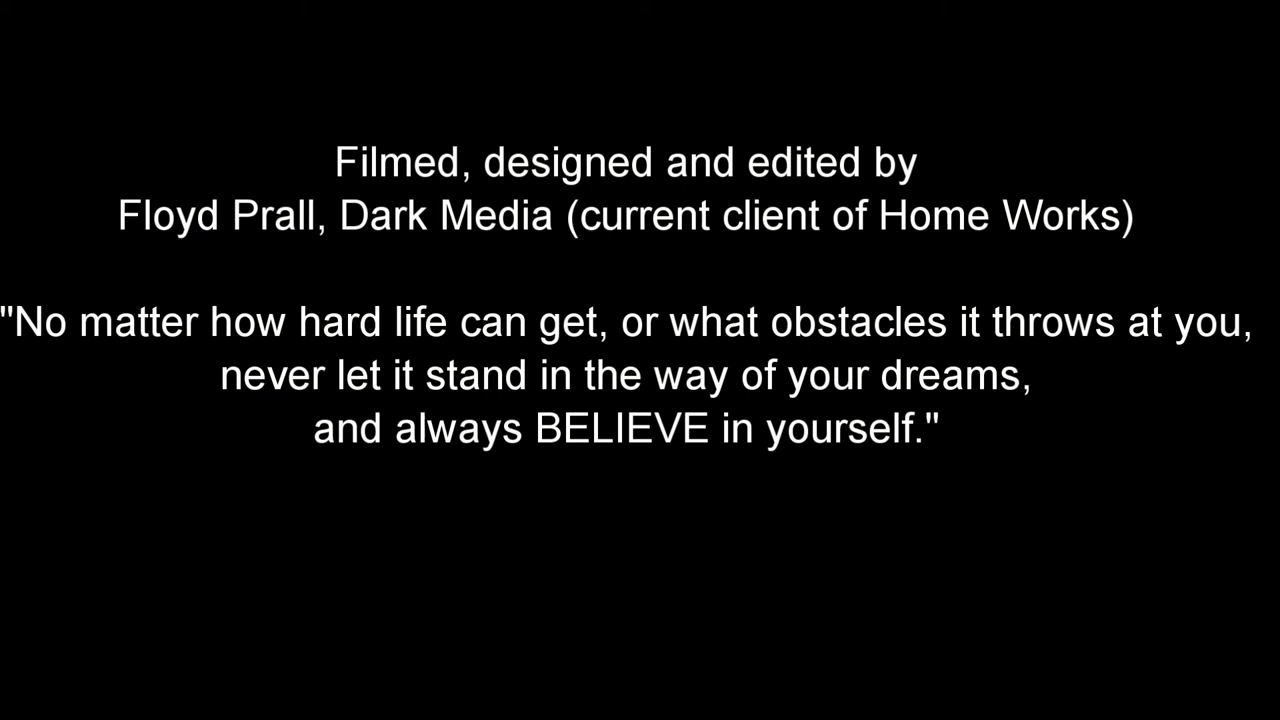 Filmed, designed and edited by
Floyd Prall, Dark Media (current client of Home Works)
"No matter how hard life can get, or what obstacles it throws at you,
never let it stand in the way of your dreams,
and always BELIEVE in yourself."